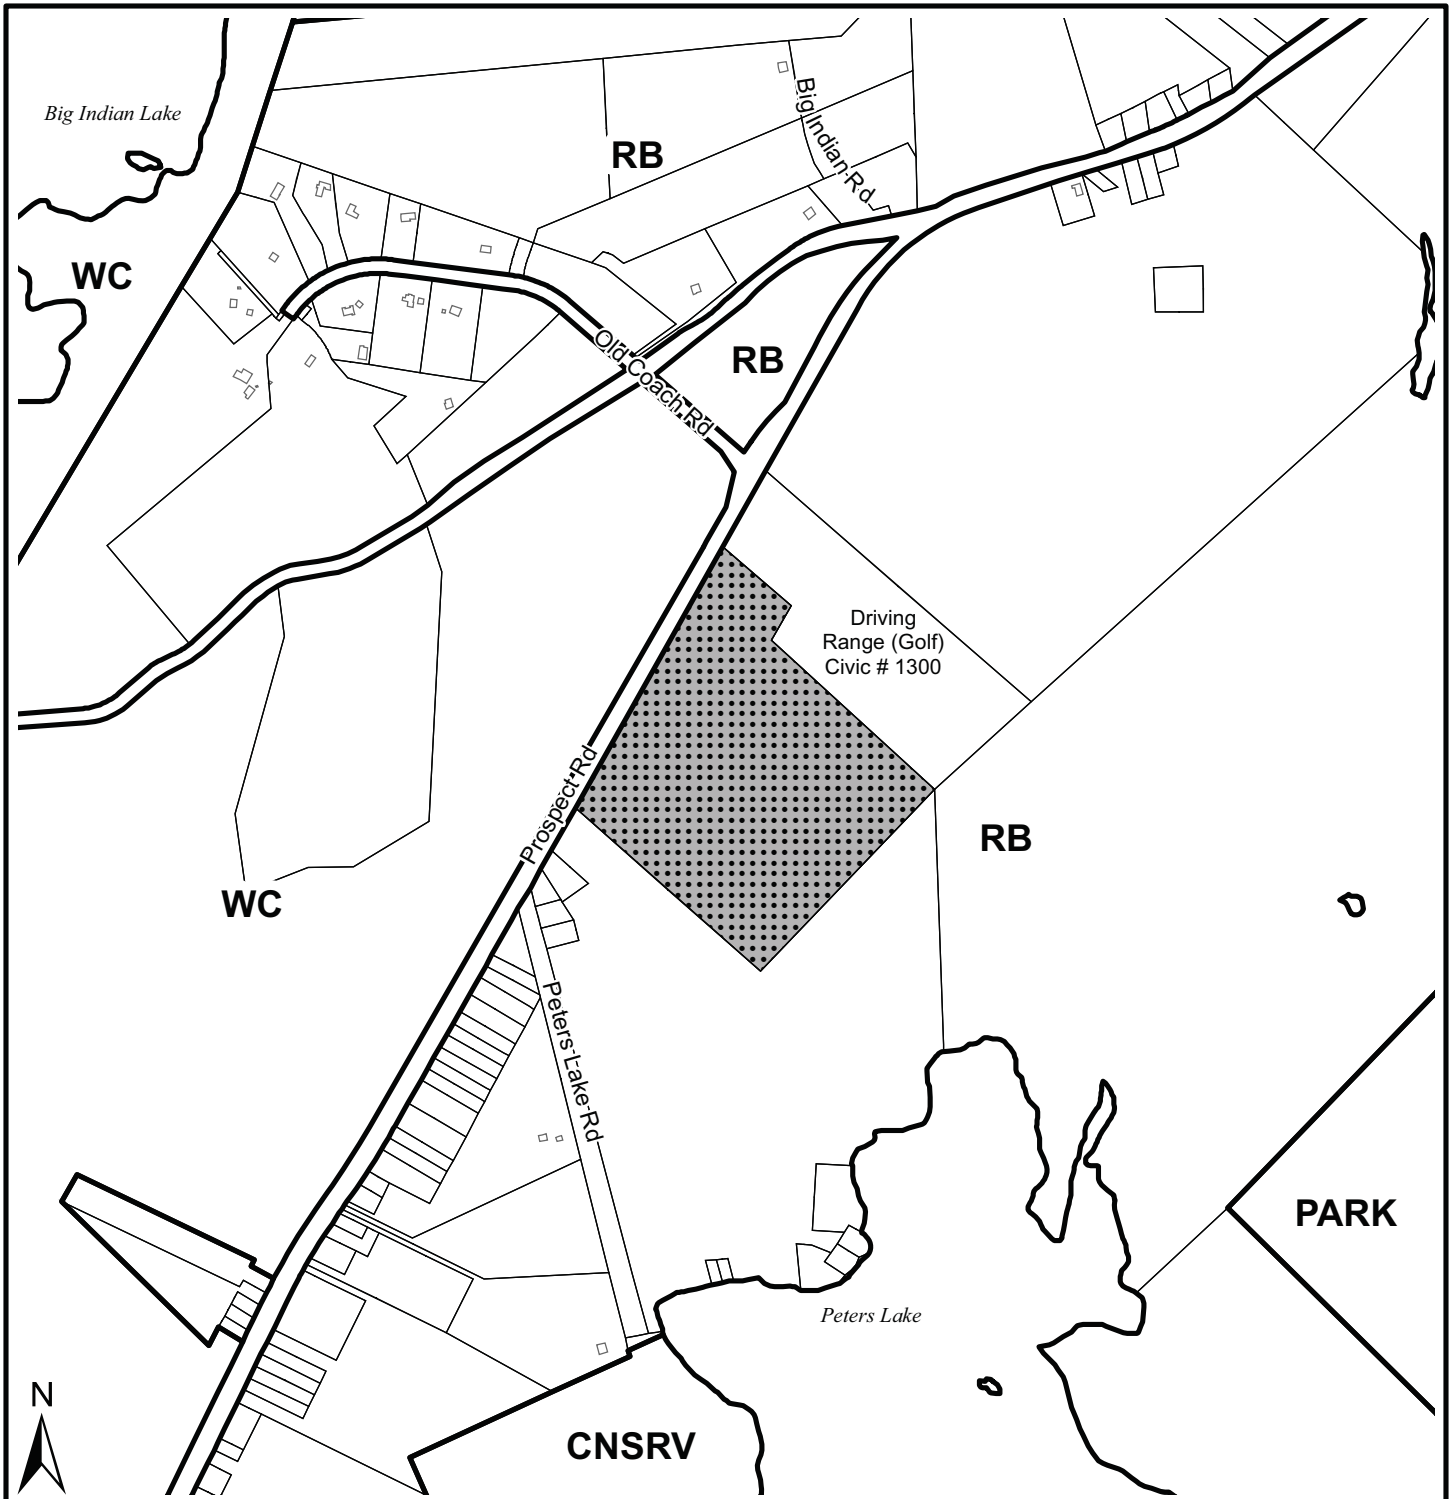 Big Indian Lake
RB
Big Indian Rd
WC
Old Coach Rd
RB
Driving
Range (Golf)
Civic # 1300
Prospect Rd
RB
WC
Peters Lake Rd
PARK
Peters Lake
N
CNSRV